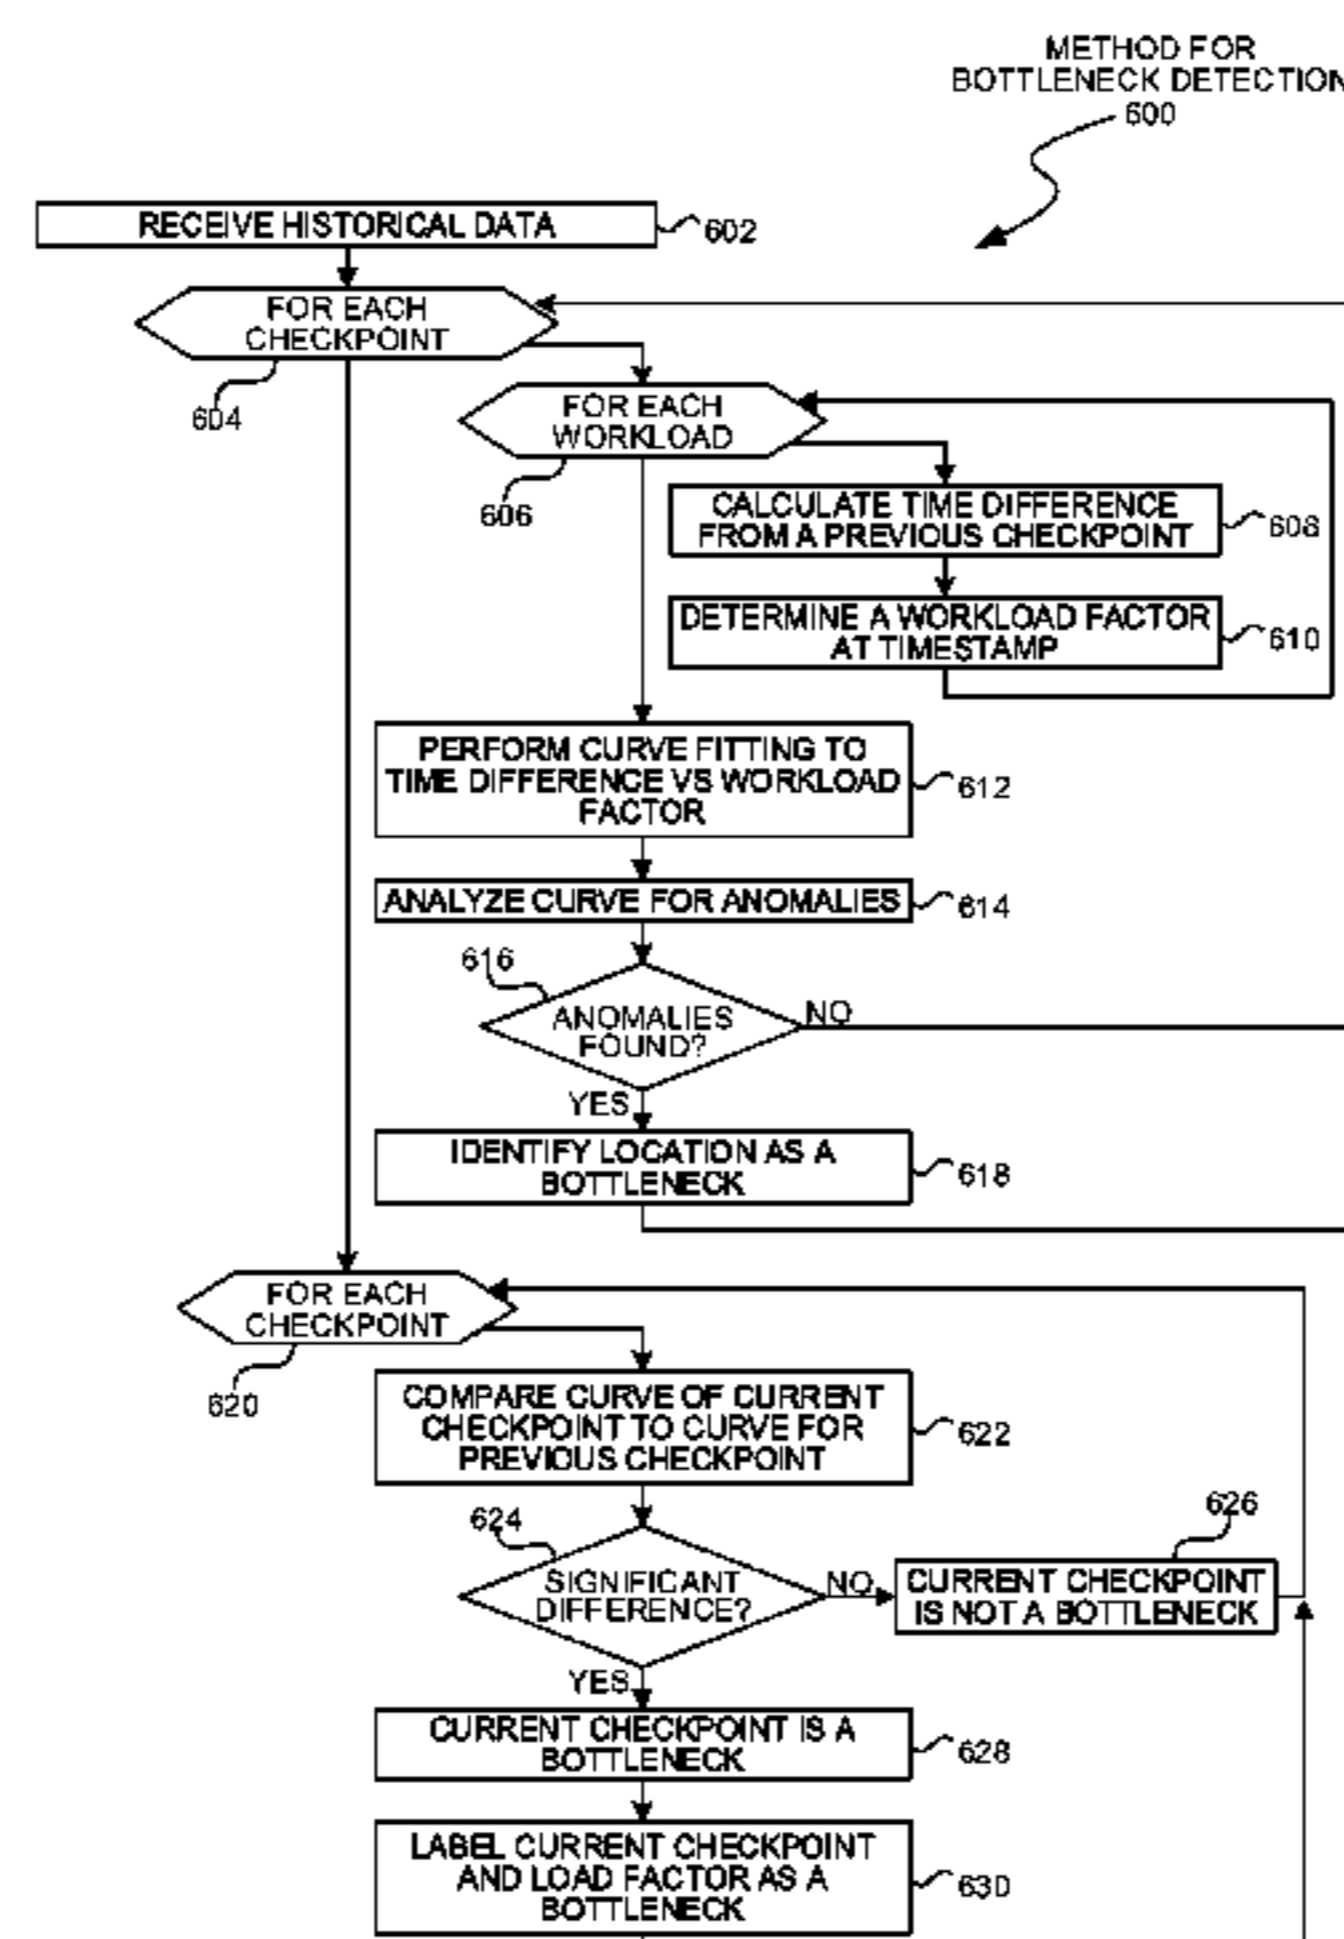 METHOD FOR
BOTTLENECK DETECTION
600
RECEIVE HISTORICAL DATA
602
FOR EACH
CHECKPOINT
604
FOR EACH
WORKLOAD
606
CALCULATE TIME DIFFERENCE
FROM A PREVIOUS CHECKPOINT
608
DETERMINE A WORKLOAD FACTOR
AT TIMESTAMP
610
PERFORM CURVE FITTING TO
TIME DIFFERENCE VS WORKLOAD
FACTOR
612
ANALYZE CURVE FOR ANOMALIES
614
616
ANOMALIES
FOUND?
NO
YES
IDENTIFY LOCATION AS A
BOTTLENECK
618
FOR EACH
CHECKPOINT
620
COMPARE CURVE OF CURRENT
CHECKPOINT TO CURVE FOR
PREVIOUS CHECKPOINT
622
624
SIGNIFICANT
DIFFERENCE?
NO
626
CURRENT CHECKPOINT
IS NOT A BOTTLENECK
YES
CURRENT CHECKPOINT IS A
BOTTLENECK
628
LABEL CURRENT CHECKPOINT
AND LOAD FACTOR AS A
BOTTLENECK
630